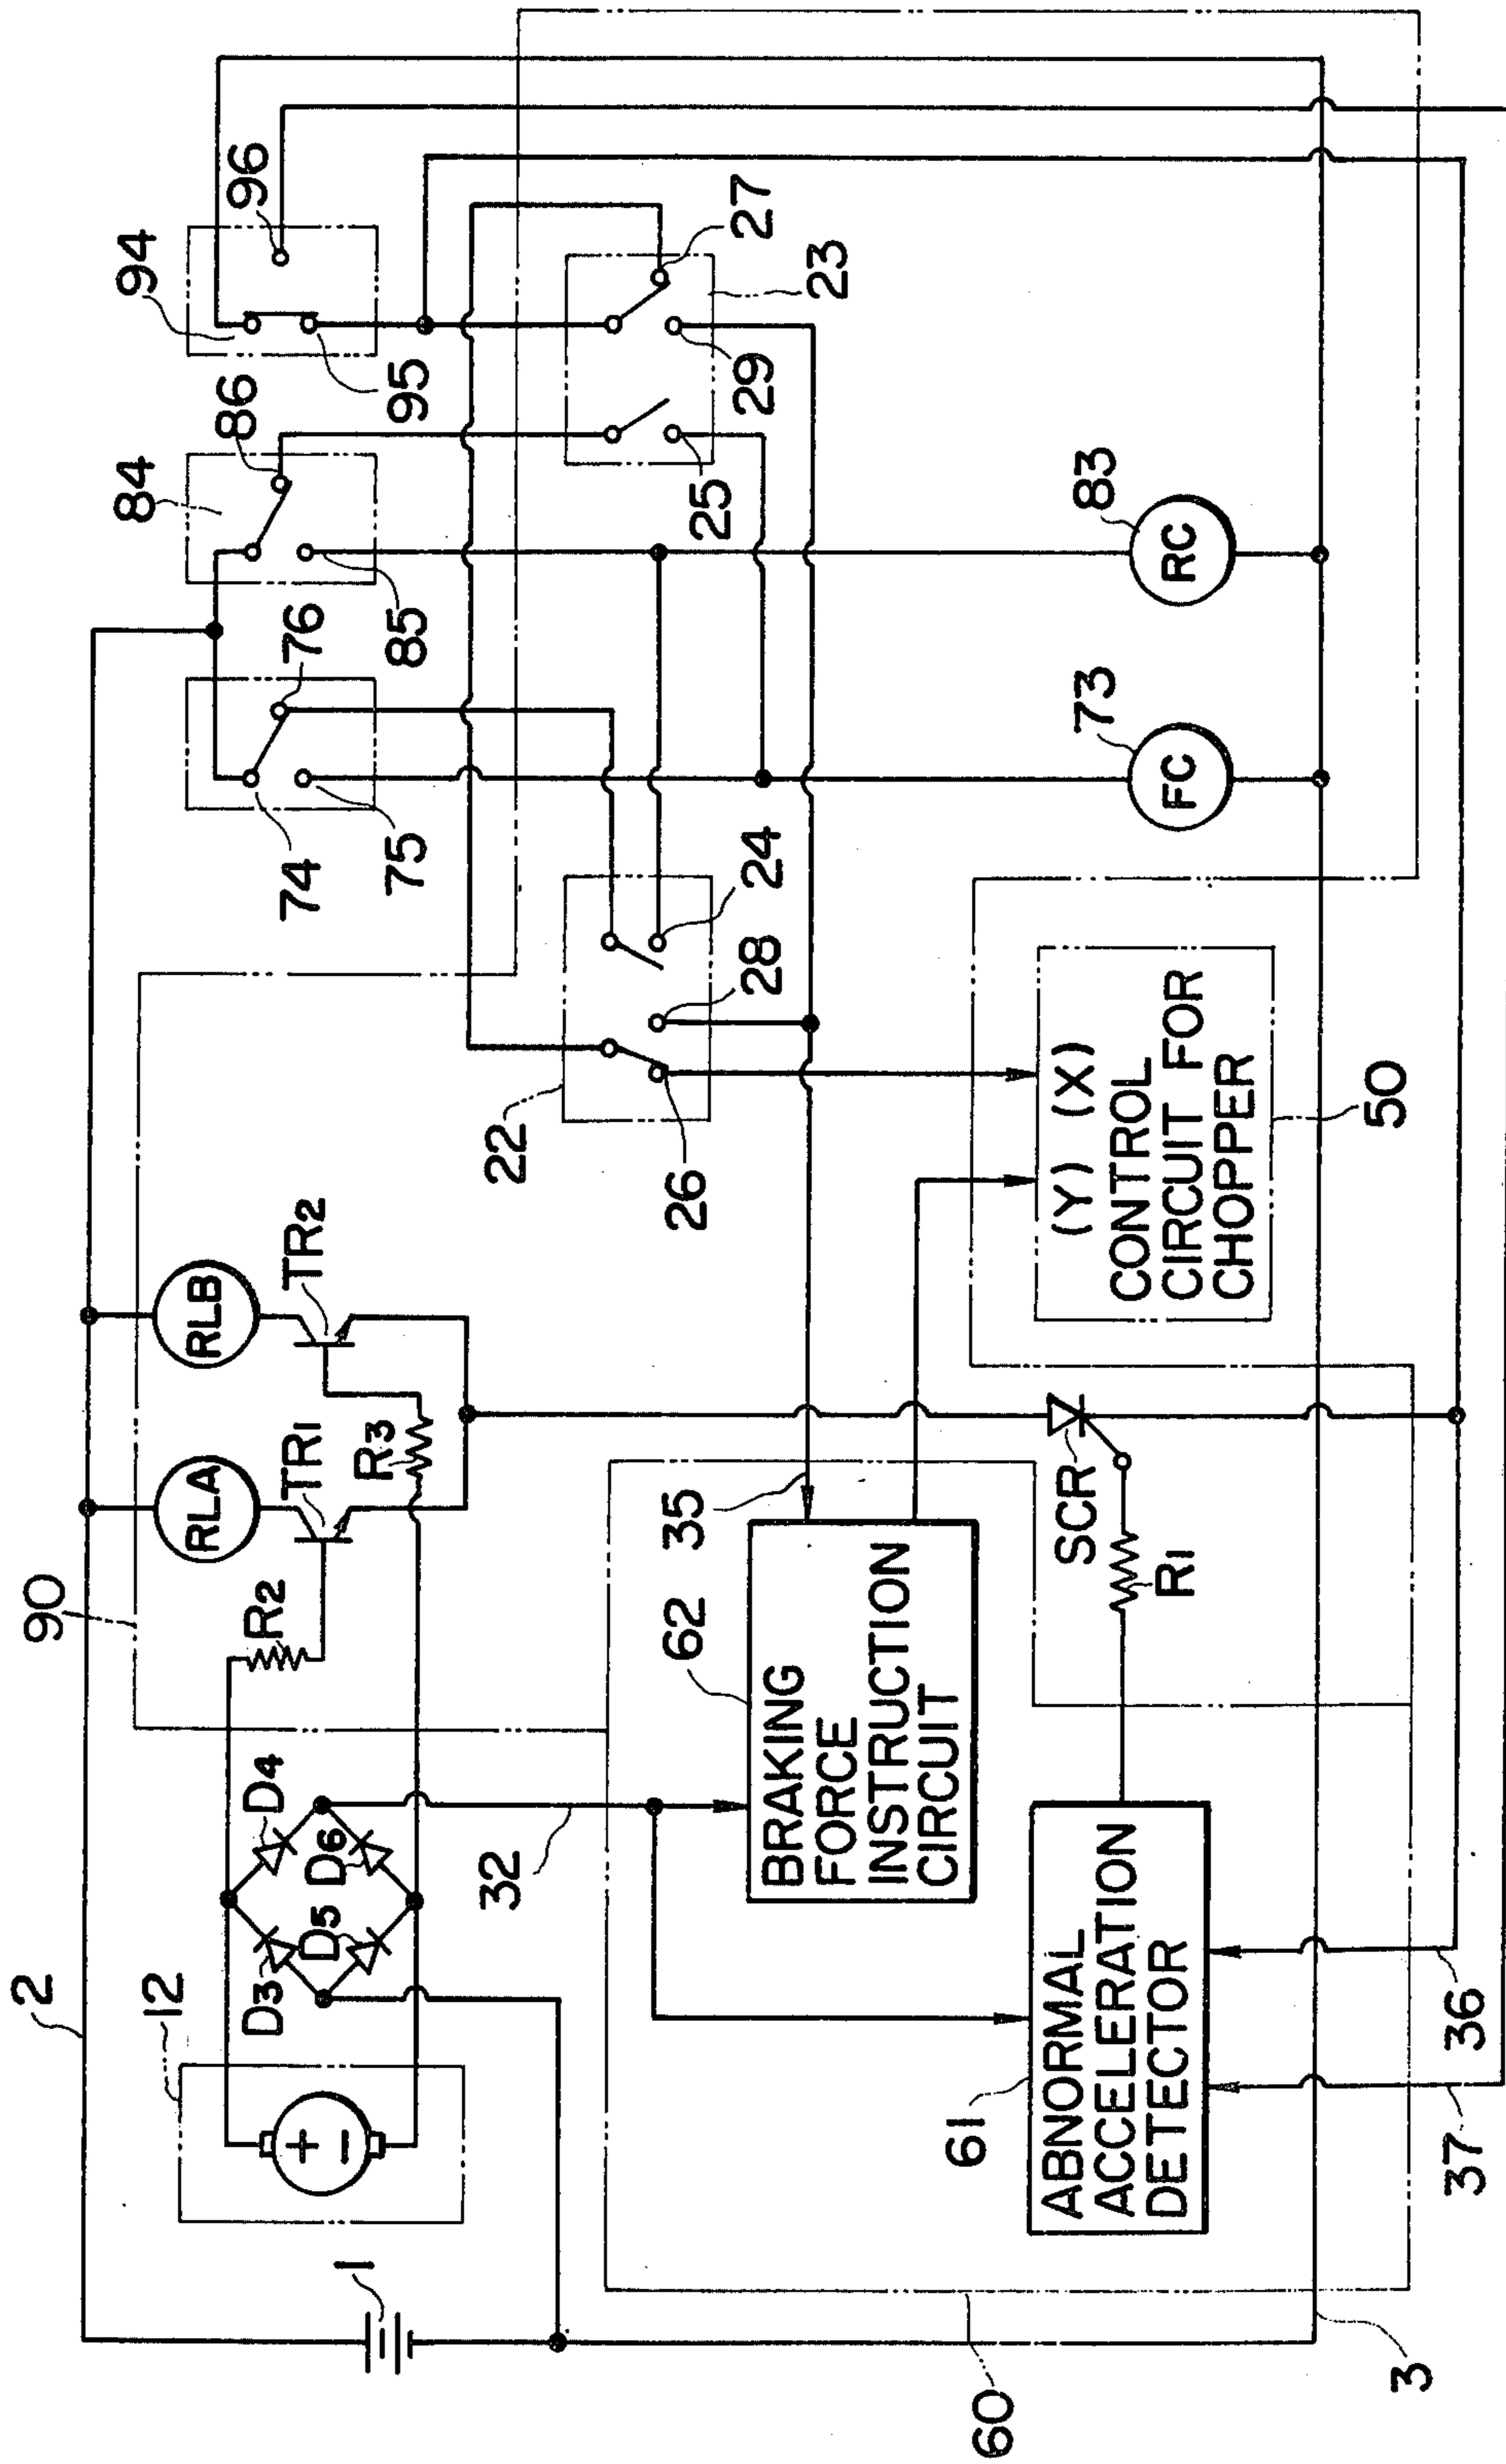 2
1
12
+
-
D3
D4
D5
D6
90
R2
RLA
TR1
R3
RLB
TR2
32
22
26
28
24
74
75
76
84
85
86
94
95
96
23
25
29
27
60
61
ABNORMAL
ACCELERATION
DETECTOR
62
BRAKING
FORCE
INSTRUCTION
CIRCUIT
35
SCR
R1
(Y) (X)
CONTROL
CIRCUIT FOR
CHOPPER
50
73
FC
83
RC
3
37
36